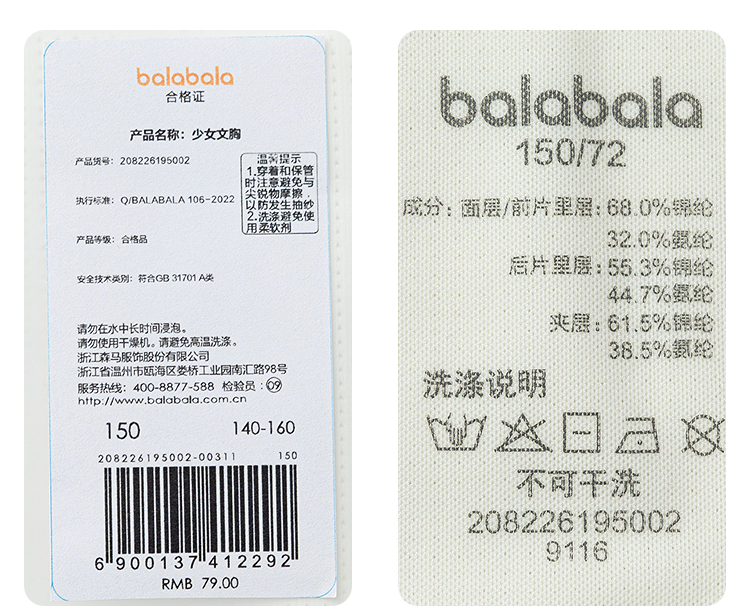 balabala
合格证
产品名称：少女文胸
产品货号：208226195002
温馨提示
1.穿着和保管
时注意避免与
尖锐物摩擦，
以防发生抽纱
2.洗涤避免使
用柔软剂
执行标准：Q/BALABALA 106-2022
产品等级：合格品
安全技术类别：符合GB 31701 A类
请勿在水中长时间浸泡。
请勿使用干燥机。请避免高温洗涤。
浙江森马服饰股份有限公司
浙江省温州市瓯海区娄桥工业园南汇路98号
服务热线：400-8877-588 检验员：09
http://www.balabala.com.cn
150 140-160
208226195002-00311 150
6 900137 412292
RMB 79.00
balabala
150/72
成分：面层/前片里层：68.0%锦纶
32.0%氨纶
后片里层：55.3%锦纶
44.7%氨纶
夹层：61.5%锦纶
38.5%氨纶
洗涤说明
不可干洗
208226195002
9116